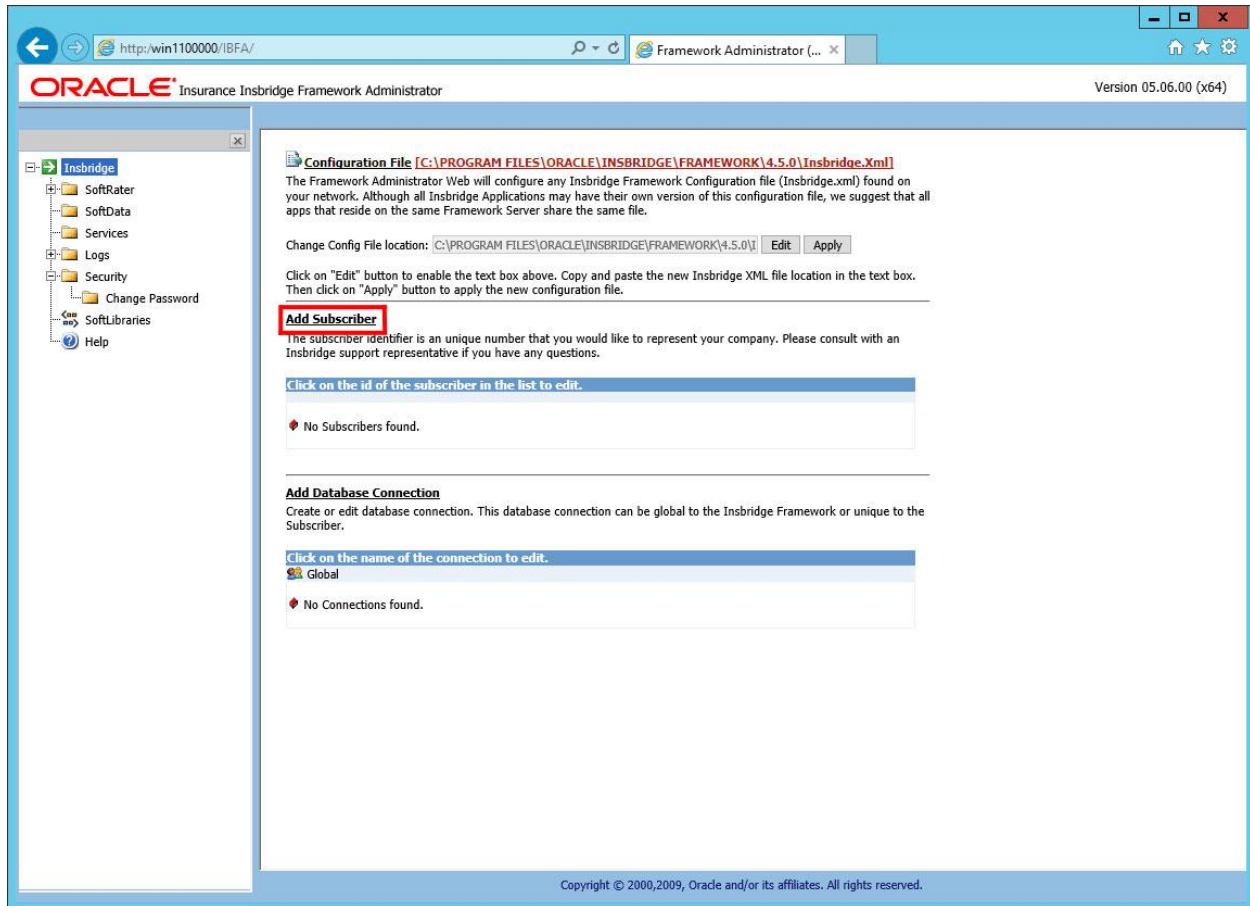 http:/win1100000/IBFA/
Framework Administrator (...
ORACLE Insurance Insbridge Framework Administrator
Version 05.06.00 (x64)
Insbridge
SoftRater
SoftData
Services
Logs
Security
Change Password
SoftLibraries
Help
Configuration File [C:\PROGRAM FILES\ORACLE\INSBRIDGE\FRAMEWORK\4.5.0\Insbridge.Xml]
The Framework Administrator Web will configure any Insbridge Framework Configuration file (Insbridge.xml) found on
your network. Although all Insbridge Applications may have their own version of this configuration file, we suggest that all
apps that reside on the same Framework Server share the same file.
Change Config File location: C:\PROGRAM FILES\ORACLE\INSBRIDGE\FRAMEWORK\4.5.0\I Edit Apply
Click on "Edit" button to enable the text box above. Copy and paste the new Insbridge XML file location in the text box.
Then click on "Apply" button to apply the new configuration file.
Add Subscriber
The subscriber identifier is an unique number that you would like to represent your company. Please consult with an
Insbridge support representative if you have any questions.
Click on the id of the subscriber in the list to edit.
No Subscribers found.
Add Database Connection
Create or edit database connection. This database connection can be global to the Insbridge Framework or unique to the
Subscriber.
Click on the name of the connection to edit.
Global
No Connections found.
Copyright © 2000,2009, Oracle and/or its affiliates. All rights reserved.